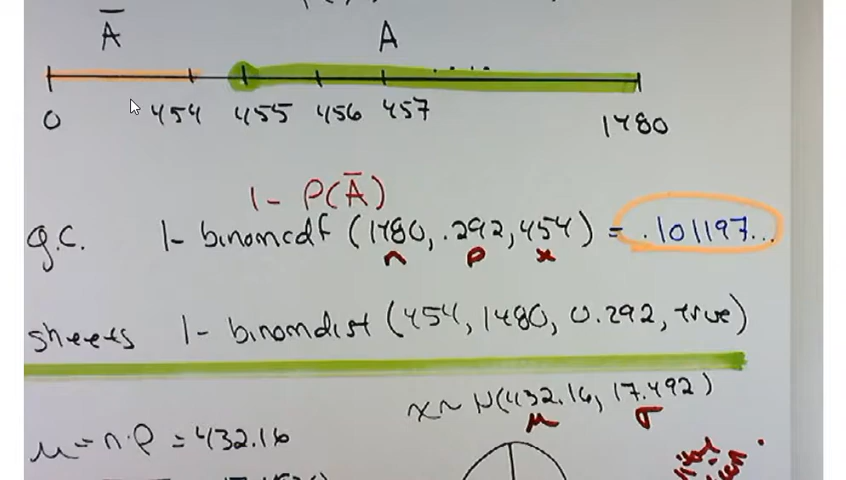 Ā A
0 454 455 456 457 1480
1 - P(Ā)
g.c. 1- binomcdf (1480, .292, 454) = .101197...
n p x
sheets 1- binomdist (454, 1480, 0.292, true)
x~ N(432.16, 17.492)
μ σ
μ = n·p = 432.16